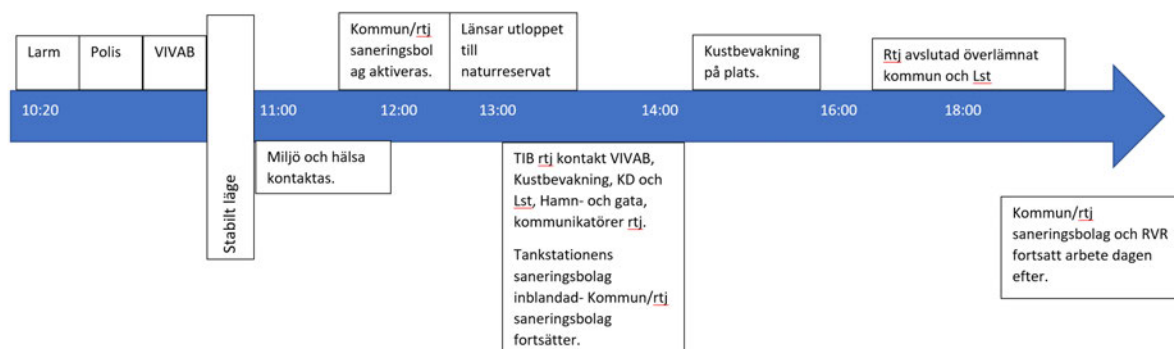 Larm
Polis
VIVAB
Kommun/rtj
saneringsbol
ag aktiveras.
Länsar utloppet
till
naturreservat
Kustbevakning
på plats.
Rtj avslutad överlämnat
kommun och Lst
10:20
11:00
12:00
13:00
14:00
16:00
18:00
Stabilt läge
Miljö och hälsa
kontaktas.
TIB rtj kontakt VIVAB,
Kustbevakning, KD och
Lst, Hamn- och gata,
kommunikatörer rtj.
Tankstationens
saneringsbolag
inblandad- Kommun/rtj
saneringsbolag
fortsätter.
Kommun/rtj
saneringsbolag och RVR
fortsatt arbete dagen
efter.